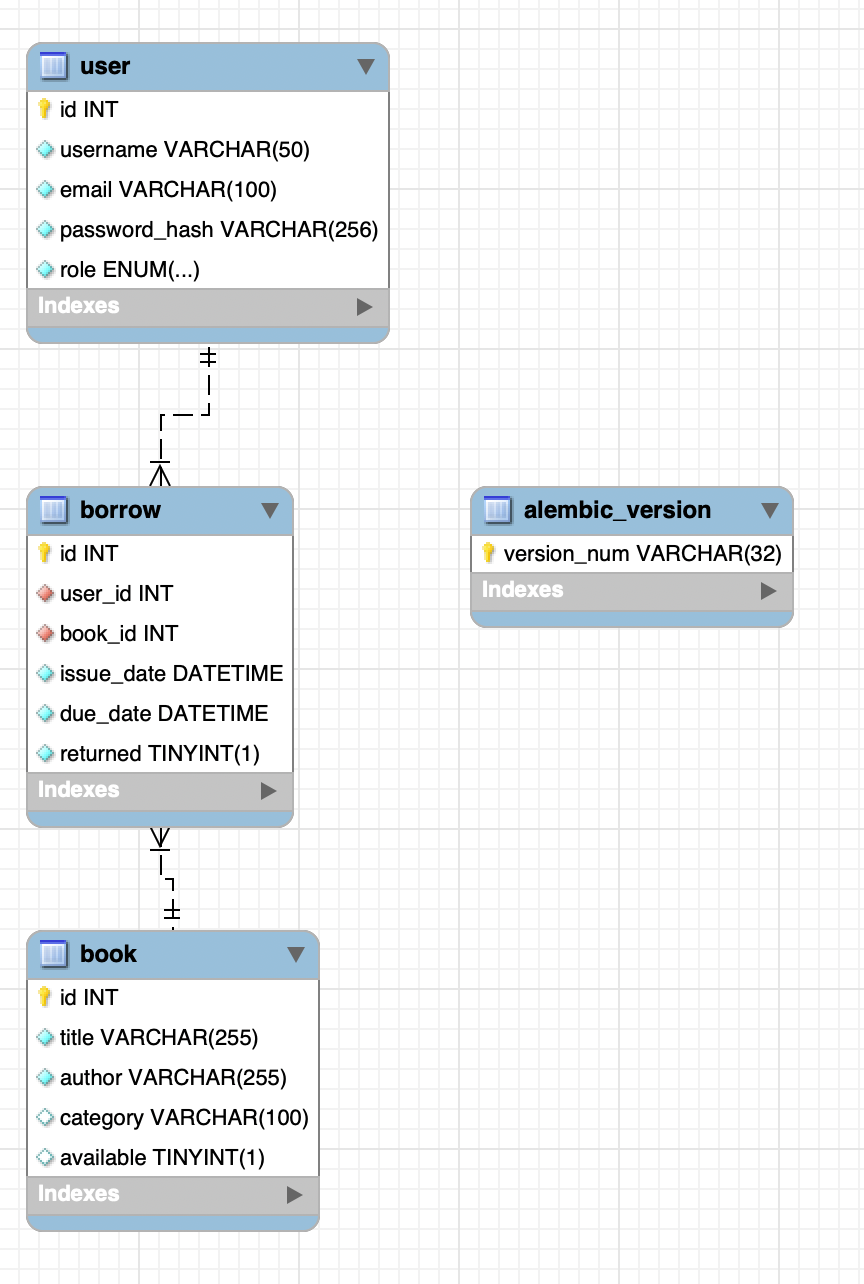 user
id INT
username VARCHAR(50)
email VARCHAR(100)
password_hash VARCHAR(256)
role ENUM(...)
Indexes
borrow
id INT
user_id INT
book_id INT
issue_date DATETIME
due_date DATETIME
returned TINYINT(1)
Indexes
alembic_version
version_num VARCHAR(32)
Indexes
book
id INT
title VARCHAR(255)
author VARCHAR(255)
category VARCHAR(100)
available TINYINT(1)
Indexes